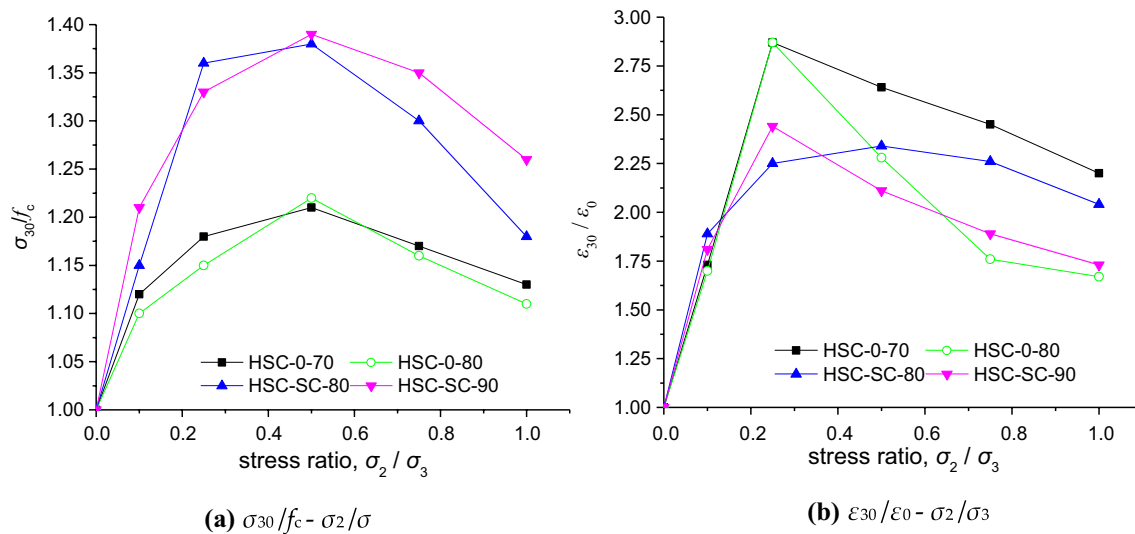 1.40
1.35
1.30
1.25
1.20
1.15
1.10
1.05
1.00
σ30/fc
0.0 0.2 0.4 0.6 0.8 1.0
stress ratio, σ2 / σ3
HSC-0-70 HSC-0-80
HSC-SC-80 HSC-SC-90
(a) σ30/fc - σ2/σ
3.00
2.75
2.50
2.25
2.00
1.75
1.50
1.25
1.00
ε30 / ε0
0.0 0.2 0.4 0.6 0.8 1.0
stress ratio, σ2 / σ3
HSC-0-70 HSC-0-80
HSC-SC-80 HSC-SC-90
(b) ε30/ε0 - σ2/σ3